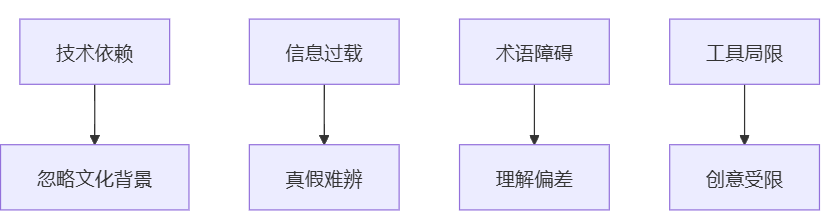 技术依赖
信息过载
术语障碍
工具局限
忽略文化背景
真假难辨
理解偏差
创意受限